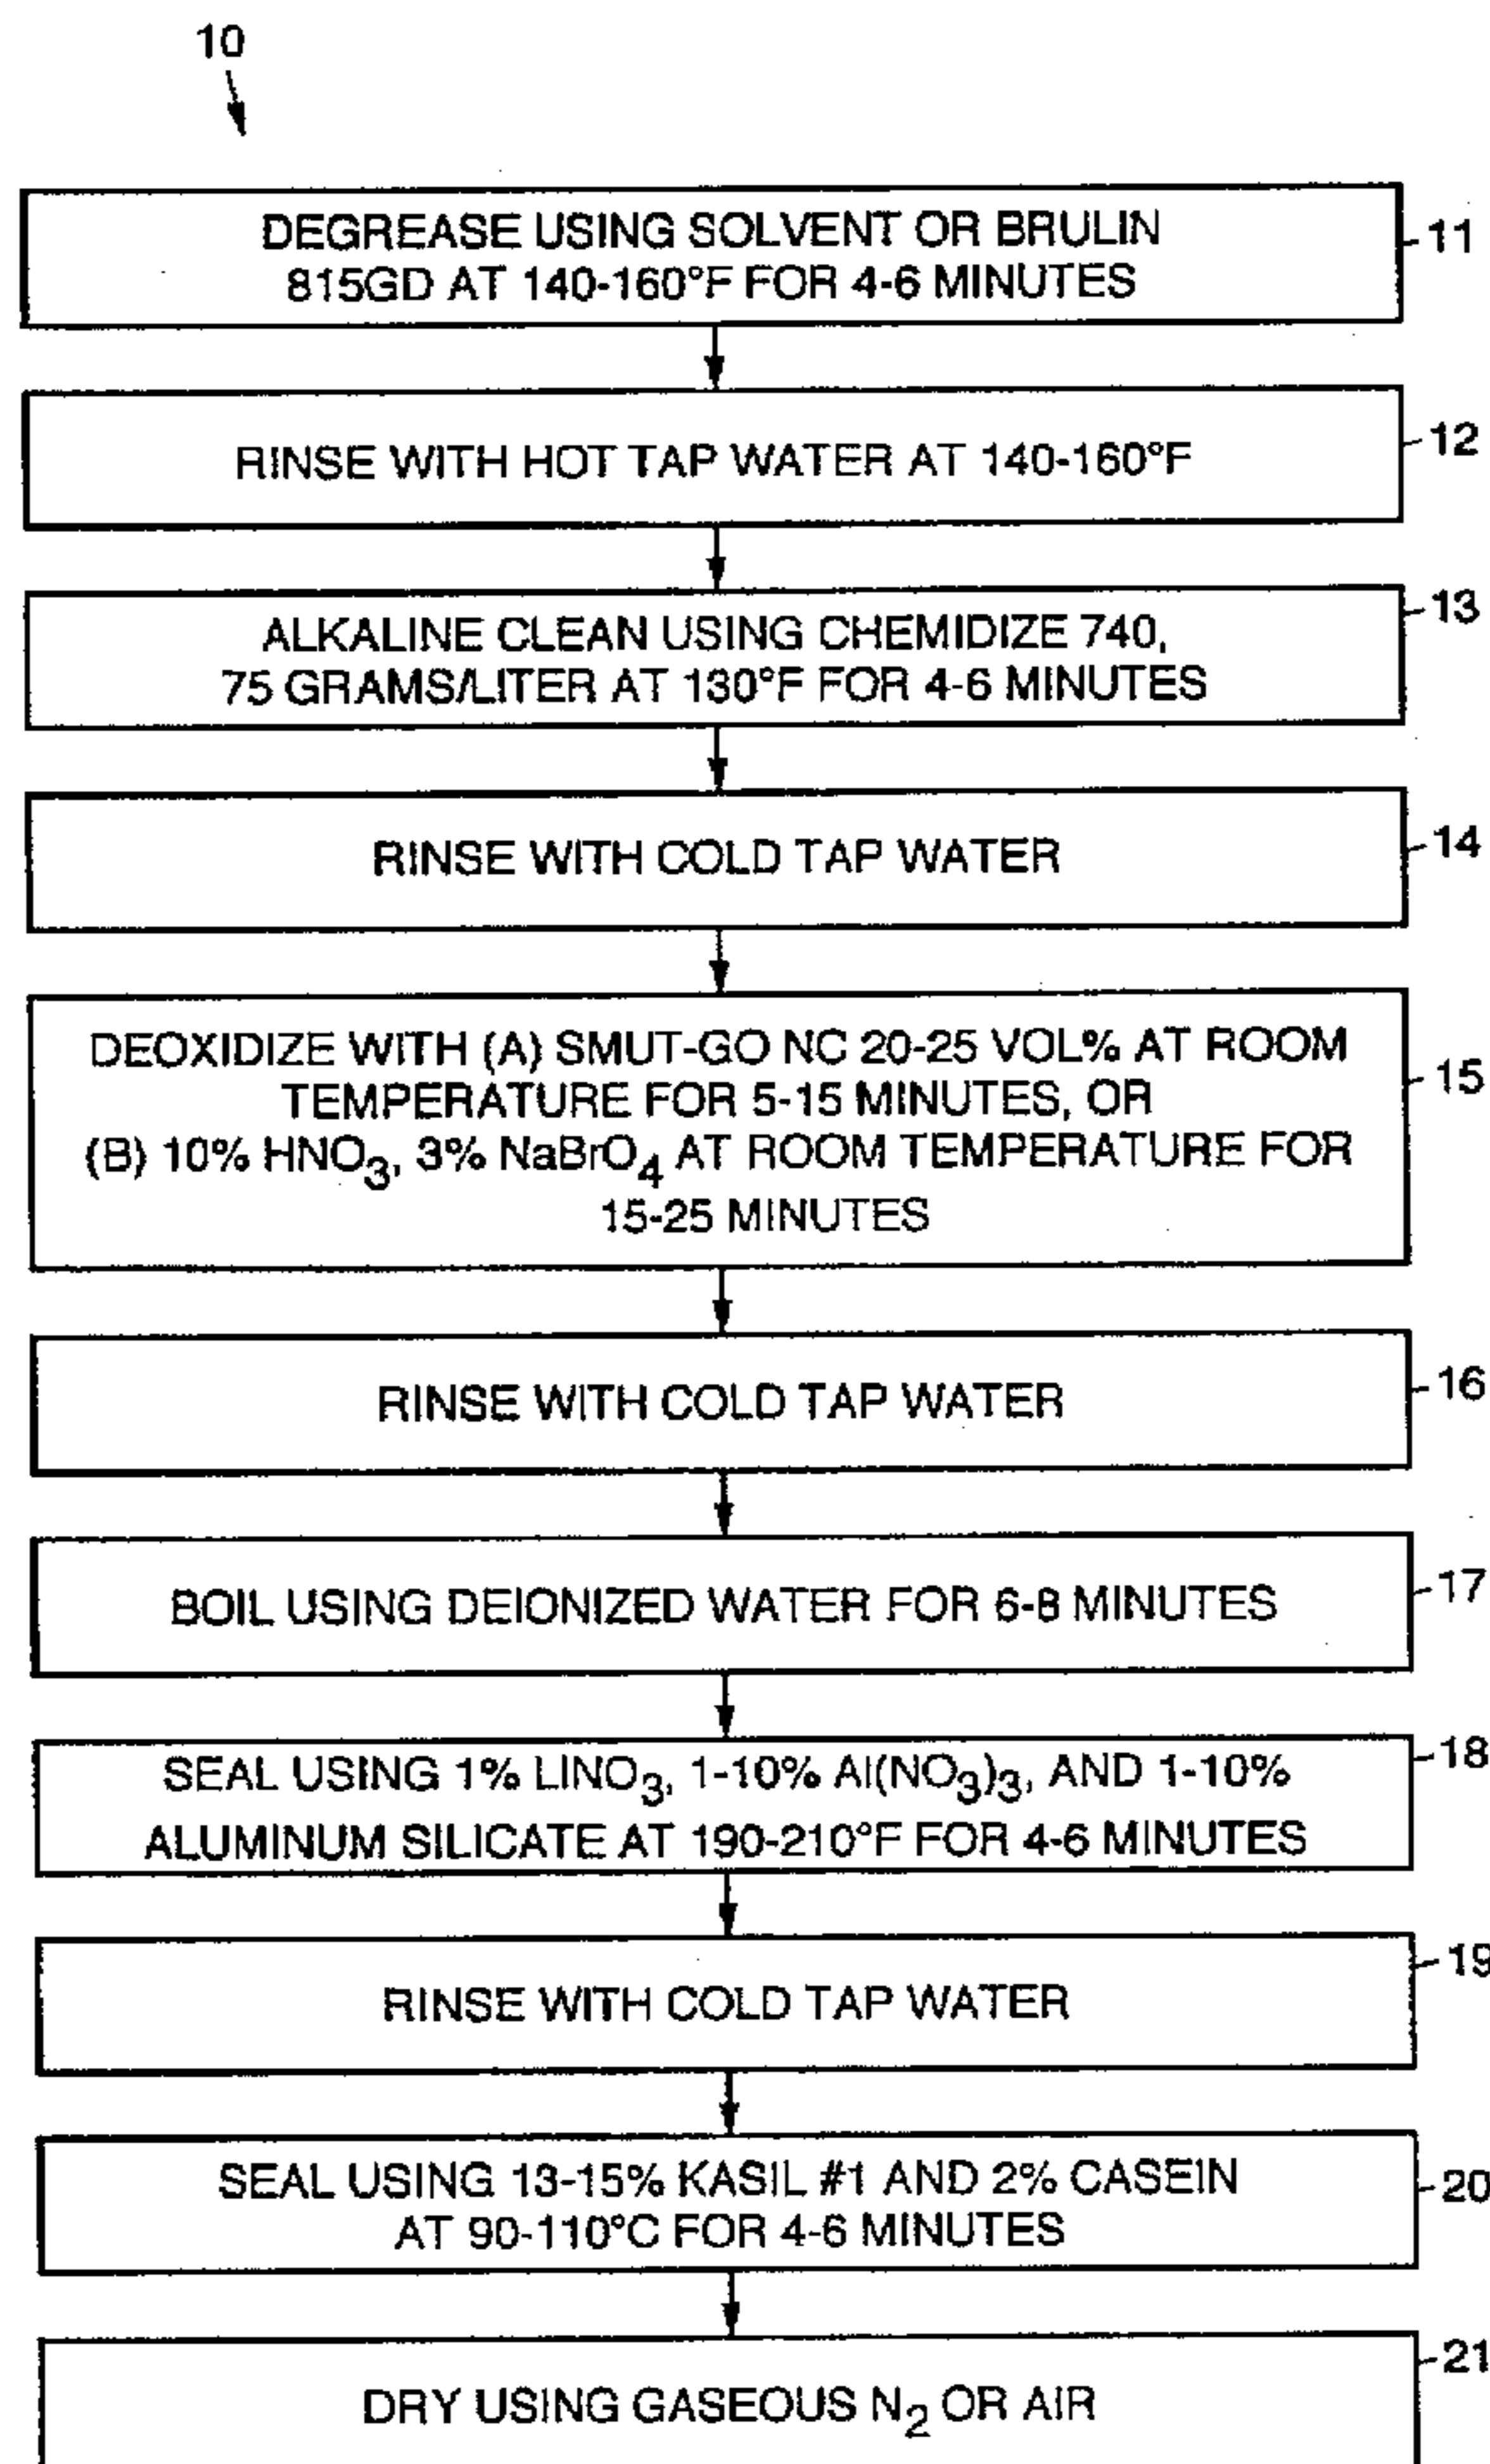 10
DEGREASE USING SOLVENT OR BRULIN
815GD AT 140-160°F FOR 4-6 MINUTES
11
RINSE WITH HOT TAP WATER AT 140-160°F
12
ALKALINE CLEAN USING CHEMIDIZE 740,
75 GRAMS/LITER AT 130°F FOR 4-6 MINUTES
13
RINSE WITH COLD TAP WATER
14
DEOXIDIZE WITH (A) SMUT-GO NC 20-25 VOL% AT ROOM
TEMPERATURE FOR 5-15 MINUTES, OR
(B) 10% HNO3, 3% NaBrO4 AT ROOM TEMPERATURE FOR
15-25 MINUTES
15
RINSE WITH COLD TAP WATER
16
BOIL USING DEIONIZED WATER FOR 6-8 MINUTES
17
SEAL USING 1% LINO3, 1-10% Al(NO3)3, AND 1-10%
ALUMINUM SILICATE AT 190-210°F FOR 4-6 MINUTES
18
RINSE WITH COLD TAP WATER
19
SEAL USING 13-15% KASIL #1 AND 2% CASEIN
AT 90-110°C FOR 4-6 MINUTES
20
DRY USING GASEOUS N2 OR AIR
21